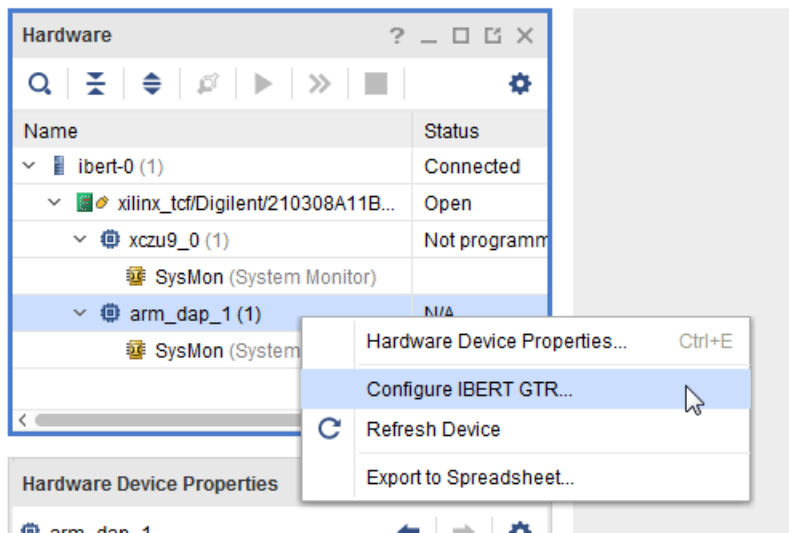 Hardware
?
Name Status
ibert-0 (1) Connected
xilinx_tcf/Digilent/210308A11B... Open
xczu9_0 (1) Not programm
SysMon (System Monitor)
arm_dap_1 (1) N/A
SysMon (System
Hardware Device Properties... Ctrl+E
Configure IBERT GTR...
Refresh Device
Export to Spreadsheet...
Hardware Device Properties
arm_dap_1